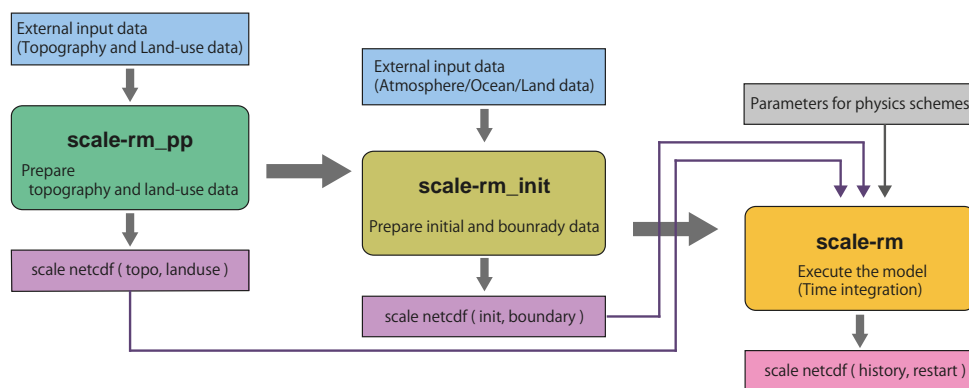 External input data
(Topography and Land-use data)
scale-rm_pp
Prepare
topography and land-use data
scale netcdf ( topo, landuse )
External input data
(Atmosphere/Ocean/Land data)
scale-rm_init
Prepare initial and bounrady data
scale netcdf ( init, boundary )
Parameters for physics schemes
scale-rm
Execute the model
(Time integration)
scale netcdf ( history, restart )